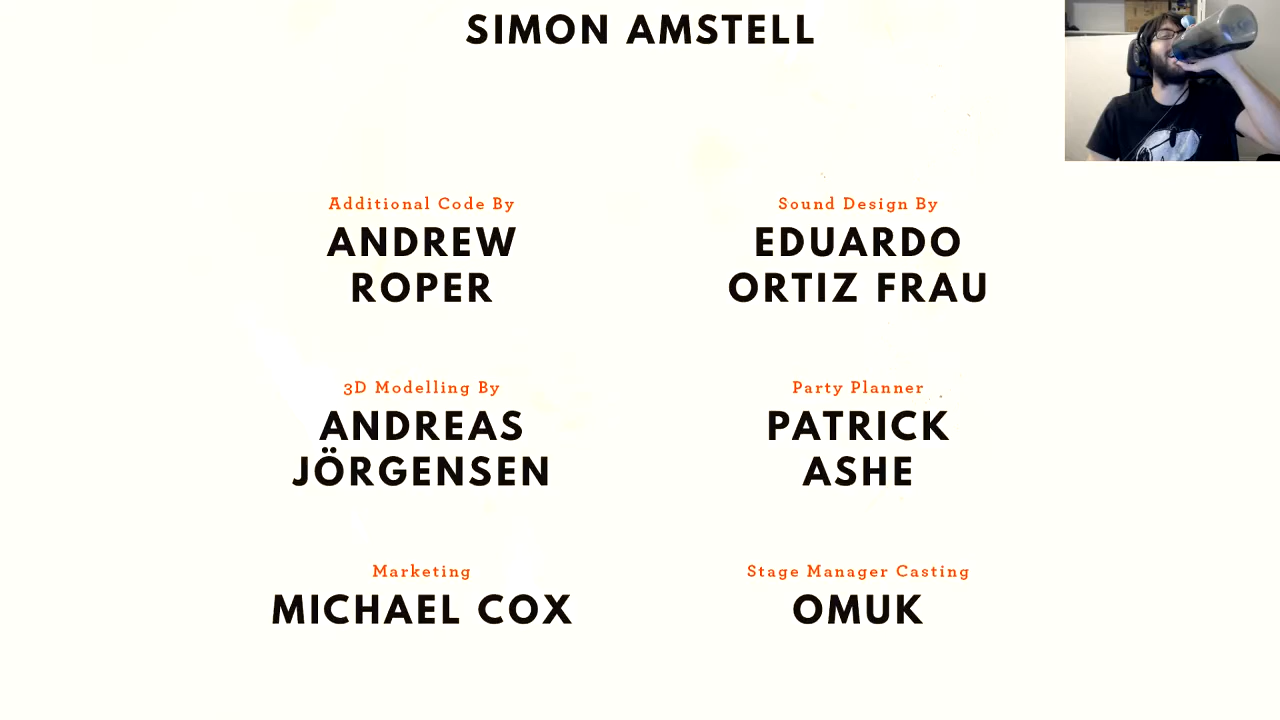 SIMON AMSTELL
Additional Code By
ANDREW
ROPER
Sound Design By
EDUARDO
ORTIZ FRAU
3D Modelling By
ANDREAS
JÖRGENSEN
Party Planner
PATRICK
ASHE
Marketing
MICHAEL COX
Stage Manager Casting
OMUK